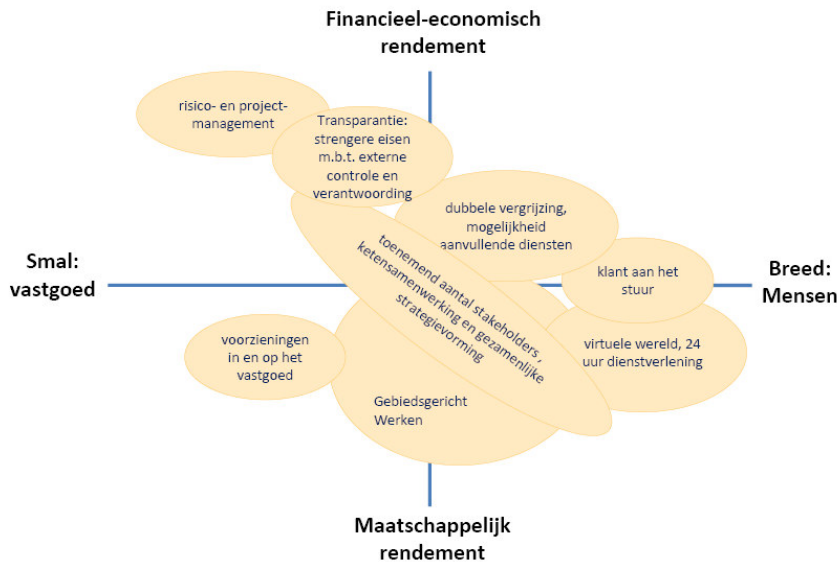 Financieel-economisch
rendement
risico- en project-
management
Transparantie:
strengere eisen
m.b.t. externe
controle en
verantwoording
dubbele vergrijzing,
mogelijkheid
aanvullende diensten
toenemend aantal stakeholders,
ketensamenwerking en gezamenlijke
strategievorming
Smal:
vastgoed
klant aan het
stuur
Breed:
Mensen
voorzieningen
in en op het
vastgoed
virtuele wereld, 24
uur dienstverlening
Gebiedsgericht
Werken
Maatschappelijk
rendement